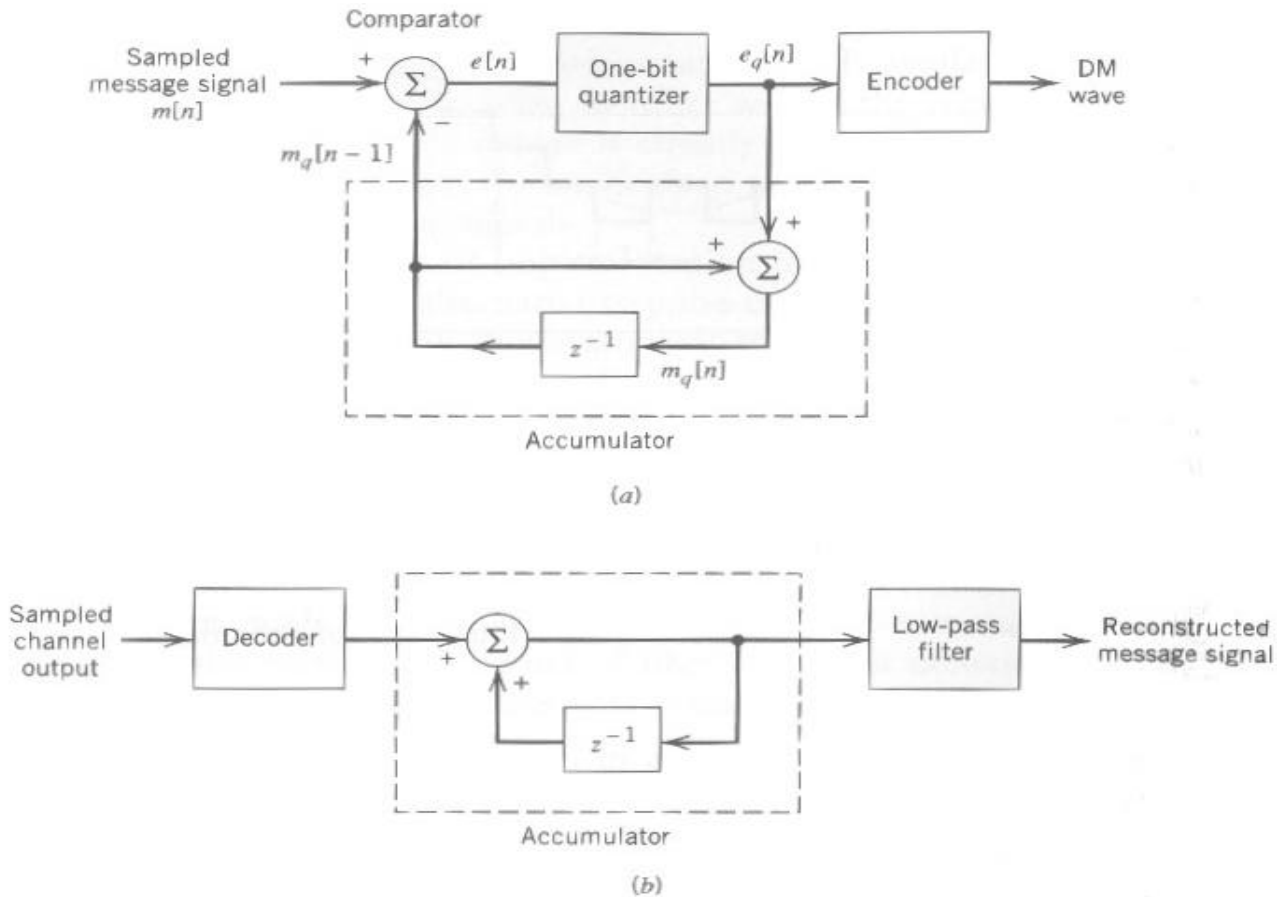 Comparator
Sampled
message signal
m[n]
+
Σ
−
e[n]
One-bit
quantizer
e_q[n]
Encoder
DM
wave
m_q[n − 1]
+
+
Σ
z⁻¹
m_q[n]
Accumulator
(a)
Sampled
channel
output
Decoder
+
Σ
+
z⁻¹
Low-pass
filter
Reconstructed
message signal
Accumulator
(b)